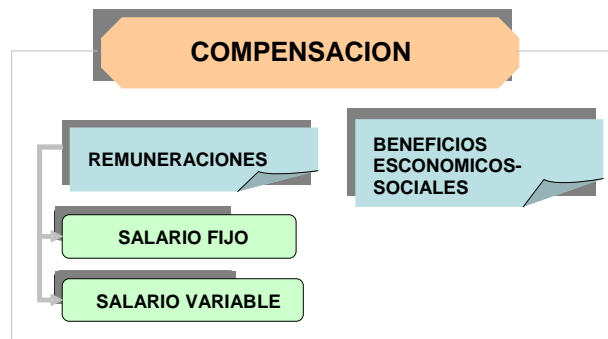 COMPENSACION
REMUNERACIONES
BENEFICIOS
ESCONOMICOS-
SOCIALES
SALARIO FIJO
SALARIO VARIABLE